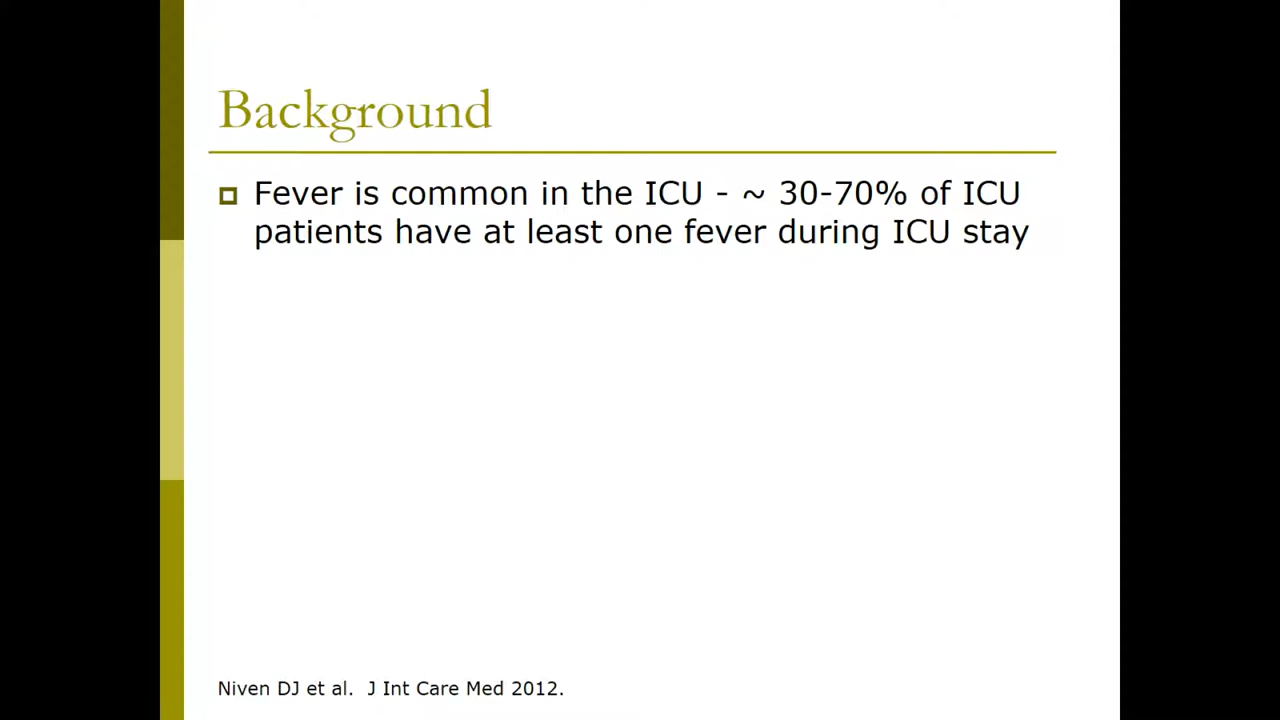 Background
Fever is common in the ICU - ~ 30-70% of ICU
patients have at least one fever during ICU stay
Niven DJ et al.  J Int Care Med 2012.